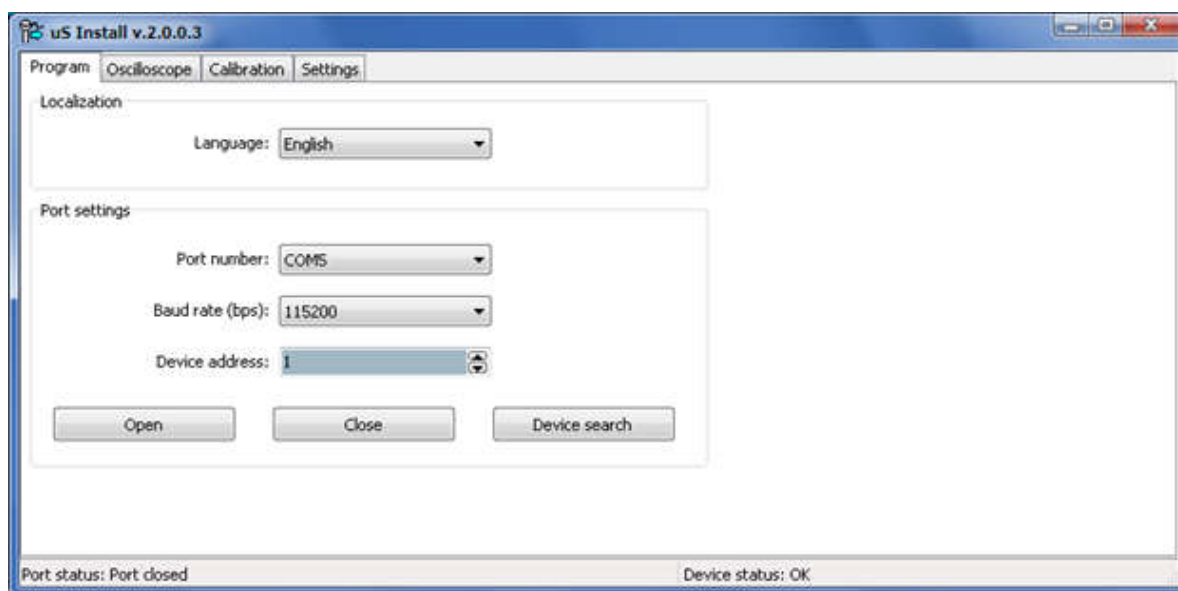 uS Install v.2.0.0.3
Program Oscilloscope Calibration Settings
Localization
Language: English
Port settings
Port number: COM5
Baud rate (bps): 115200
Device address: 1
Open Close Device search
Port status: Port closed Device status: OK